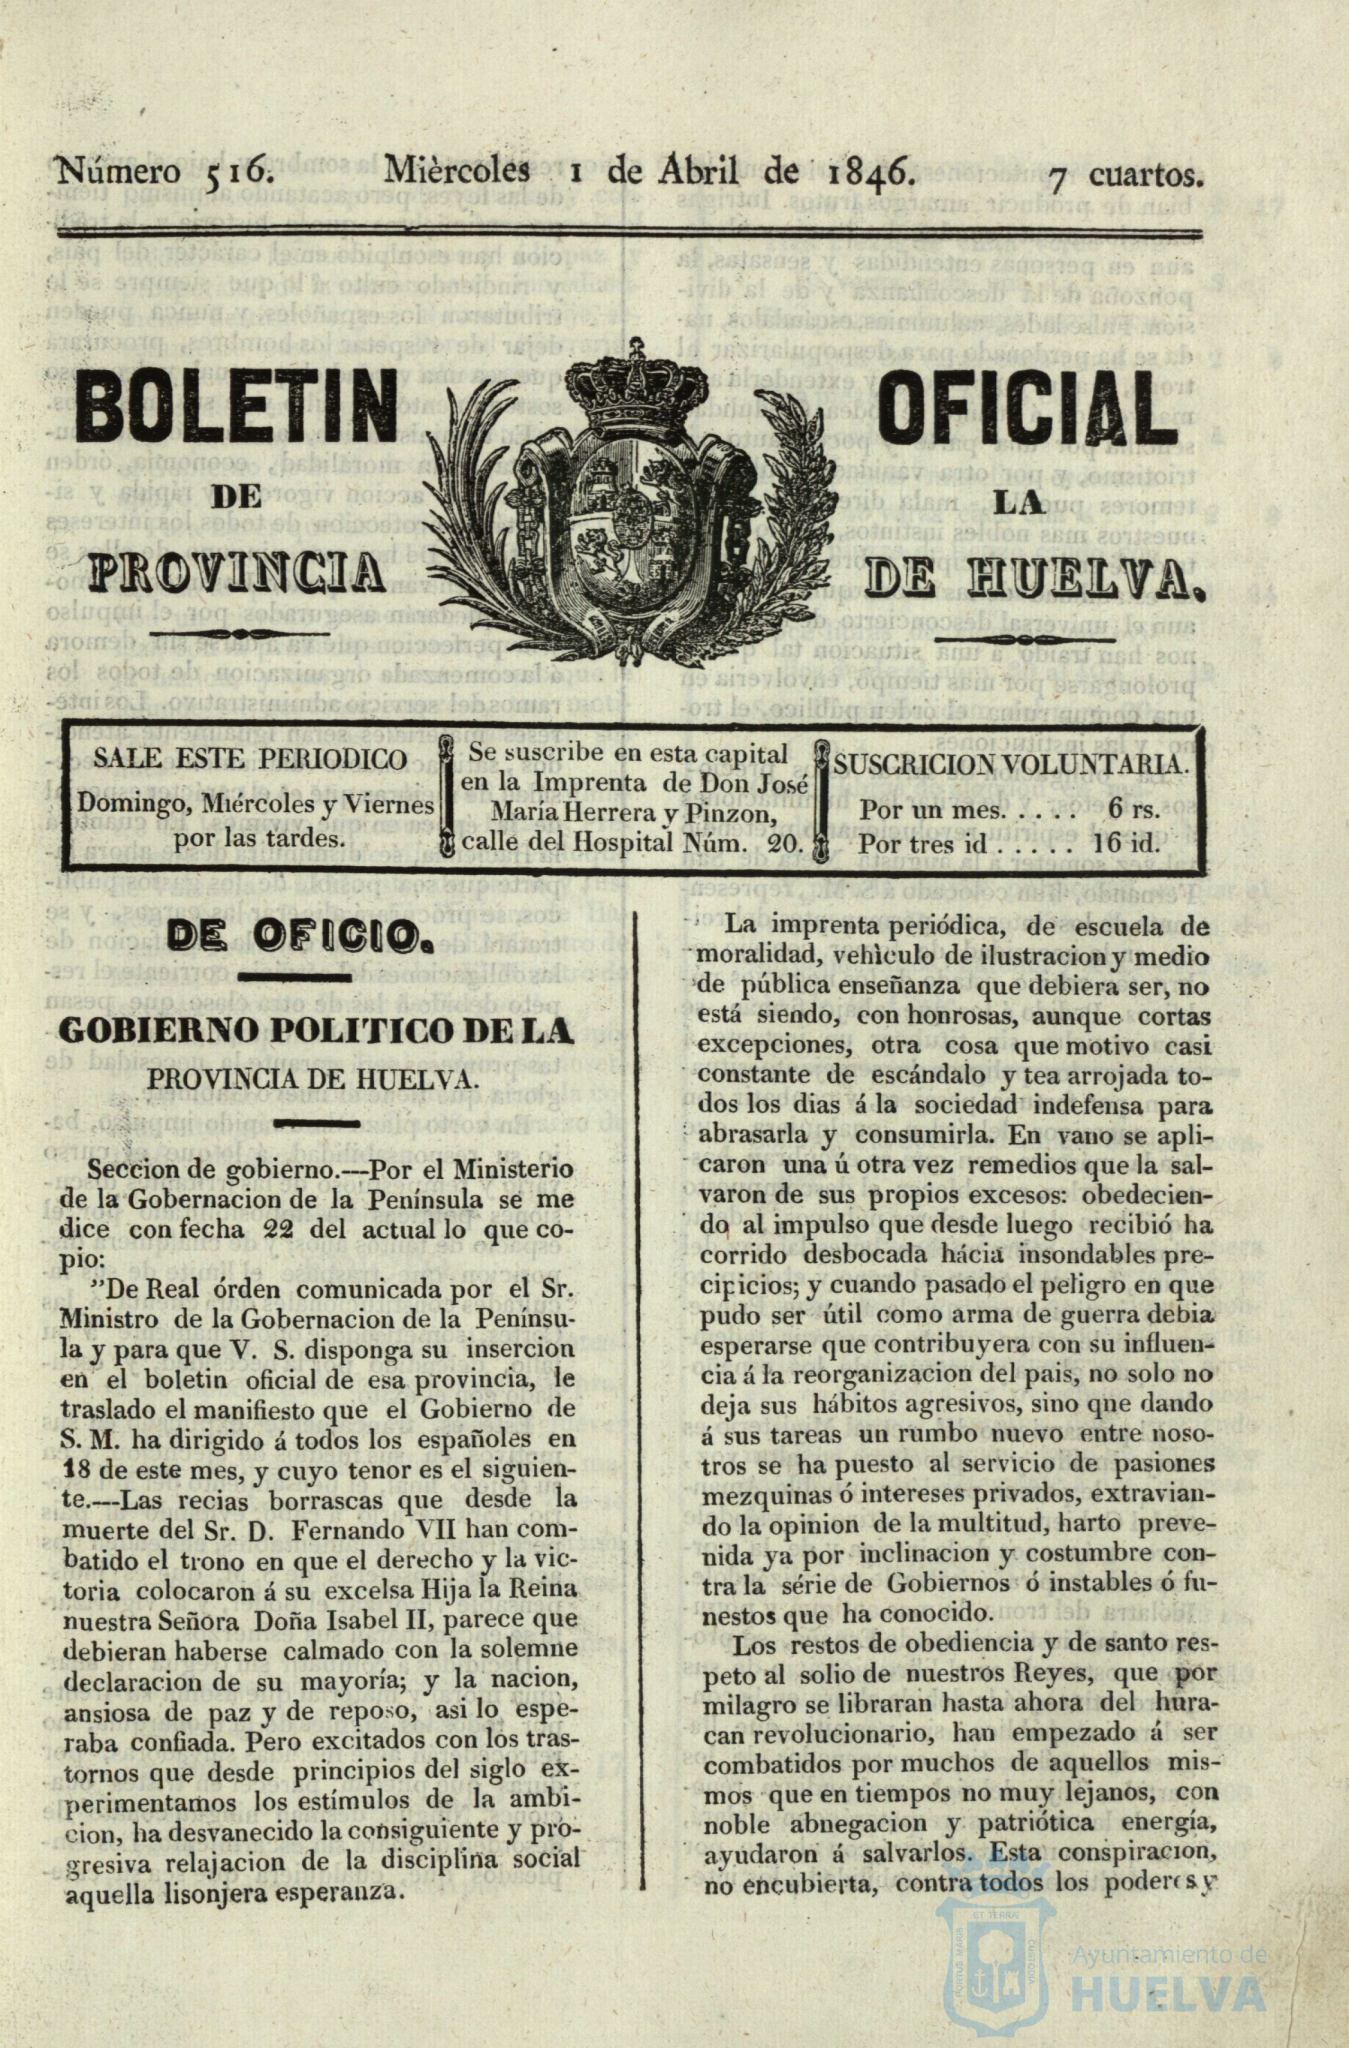 Número 516. Mièrcoles 1 de Abril de 1846. 7 cuartos.
BOLETIN OFICIAL
DE LA
PROVINCIA DE HUELVA.
SALE ESTE PERIODICO
Domingo, Miércoles y Viernes
por las tardes.
Se suscribe en esta capital
en la Imprenta de Don José
María Herrera y Pinzon,
calle del Hospital Núm. 20.
SUSCRICION VOLUNTARIA.
Por un mes. . . . . 6 rs.
Por tres id . . . . . 16 id.
DE OFICIO.
GOBIERNO POLITICO DE LA
PROVINCIA DE HUELVA.
Seccion de gobierno.---Por el Ministerio
de la Gobernacion de la Península se me
dice con fecha 22 del actual lo que co-
pio:
"De Real órden comunicada por el Sr.
Ministro de la Gobernacion de la Penínsu-
la y para que V. S. disponga su insercion
en el boletin oficial de esa provincia, le
traslado el manifiesto que el Gobierno de
S. M. ha dirigido á todos los españoles en
18 de este mes, y cuyo tenor es el siguien-
te.---Las recias borrascas que desde la
muerte del Sr. D. Fernando VII han com-
batido el trono en que el derecho y la vic-
toria colocaron á su excelsa Hija la Reina
nuestra Señora Doña Isabel II, parece que
debieran haberse calmado con la solemne
declaracion de su mayoría; y la nacion,
ansiosa de paz y de reposo, asi lo espe-
raba confiada. Pero excitados con los tras-
tornos que desde principios del siglo ex-
perimentamos los estímulos de la ambi-
cion, ha desvanecido la consiguiente y pro-
gresiva relajacion de la disciplina social
aquella lisonjera esperanza.
La imprenta periódica, de escuela de
moralidad, vehìculo de ilustracion y medio
de pública enseñanza que debiera ser, no
está siendo, con honrosas, aunque cortas
excepciones, otra cosa que motivo casi
constante de escándalo y tea arrojada to-
dos los dias á la sociedad indefensa para
abrasarla y consumirla. En vano se apli-
caron una ú otra vez remedios que la sal-
varon de sus propios excesos: obedecien-
do al impulso que desde luego recibió ha
corrido desbocada hácia insondables pre-
cipicios; y cuando pasado el peligro en que
pudo ser útil como arma de guerra debia
esperarse que contribuyera con su influen-
cia á la reorganizacion del pais, no solo no
deja sus hábitos agresivos, sino qne dando
á sus tareas un rumbo nuevo entre noso-
tros se ha puesto al servicio de pasiones
mezquinas ó intereses privados, extravian-
do la opinion de la multitud, harto preve-
nida ya por inclinacion y costumbre con-
tra la série de Gobiernos ó instables ó fu-
nestos que ha conocido.
Los restos de obediencia y de santo res-
peto al solio de nuestros Reyes, que por
milagro se libraran hasta ahora del hura-
can revolucionario, han empezado á ser
combatidos por muchos de aquellos mis-
mos que en tiempos no muy lejanos, con
noble abnegacion y patriótica energía,
ayudaron á salvarlos. Esta conspiracion,
no encubierta, contra todos los poderes y
Ayuntamiento de
HUELVA